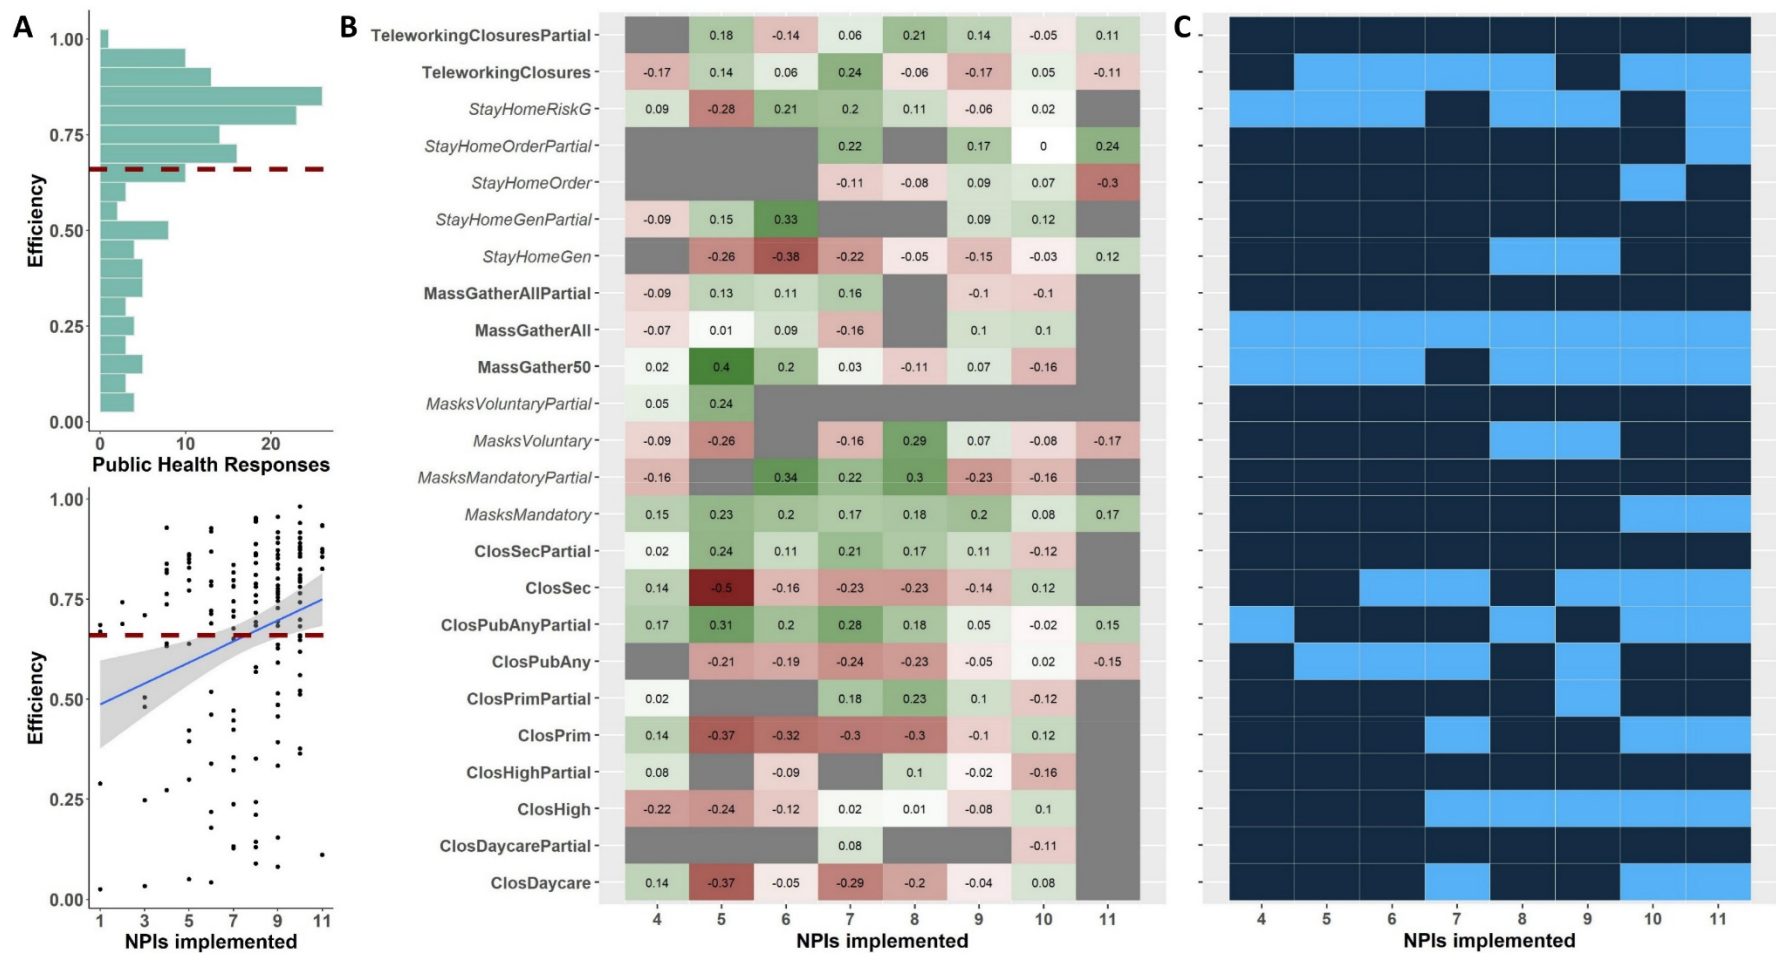 A
1.00
0.75
0.50
0.25
0.00
Efficiency
0 10 20
Public Health Responses
1.00
0.75
0.50
0.25
0.00
Efficiency
1 3 5 7 9 11
NPIs implemented
B
TeleworkingClosuresPartial 0.18 -0.14 0.06 0.21 0.14 -0.05 0.11
TeleworkingClosures -0.17 0.14 0.06 0.24 -0.06 -0.17 0.05 -0.11
StayHomeRiskG 0.09 -0.28 0.21 0.2 0.11 -0.06 0.02
StayHomeOrderPartial 0.22 0.17 0 0.24
StayHomeOrder -0.11 -0.08 0.09 0.07 -0.3
StayHomeGenPartial -0.09 0.15 0.33 0.09 0.12
StayHomeGen -0.26 -0.38 -0.22 -0.05 -0.15 -0.03 0.12
MassGatherAllPartial -0.09 0.13 0.11 0.16 -0.1 -0.1
MassGatherAll -0.07 0.01 0.09 -0.16 0.1 0.1
MassGather50 0.02 0.4 0.2 0.03 -0.11 0.07 -0.16
MasksVoluntaryPartial 0.05 0.24
MasksVoluntary -0.09 -0.26 -0.16 0.29 0.07 -0.08 -0.17
MasksMandatoryPartial -0.16 0.34 0.22 0.3 -0.23 -0.16
MasksMandatory 0.15 0.23 0.2 0.17 0.18 0.2 0.08 0.17
ClosSecPartial 0.02 0.24 0.11 0.21 0.17 0.11 -0.12
ClosSec 0.14 -0.5 -0.16 -0.23 -0.23 -0.14 0.12
ClosPubAnyPartial 0.17 0.31 0.2 0.28 0.18 0.05 -0.02 0.15
ClosPubAny -0.21 -0.19 -0.24 -0.23 -0.05 0.02 -0.15
ClosPrimPartial 0.02 0.18 0.23 0.1 -0.12
ClosPrim 0.14 -0.37 -0.32 -0.3 -0.3 -0.1 0.12
ClosHighPartial 0.08 -0.09 0.1 -0.02 -0.16
ClosHigh -0.22 -0.24 -0.12 0.02 0.01 -0.08 0.1
ClosDaycarePartial 0.08 -0.11
ClosDaycare 0.14 -0.37 -0.05 -0.29 -0.2 -0.04 0.08
4 5 6 7 8 9 10 11
NPIs implemented
C
4 5 6 7 8 9 10 11
NPIs implemented